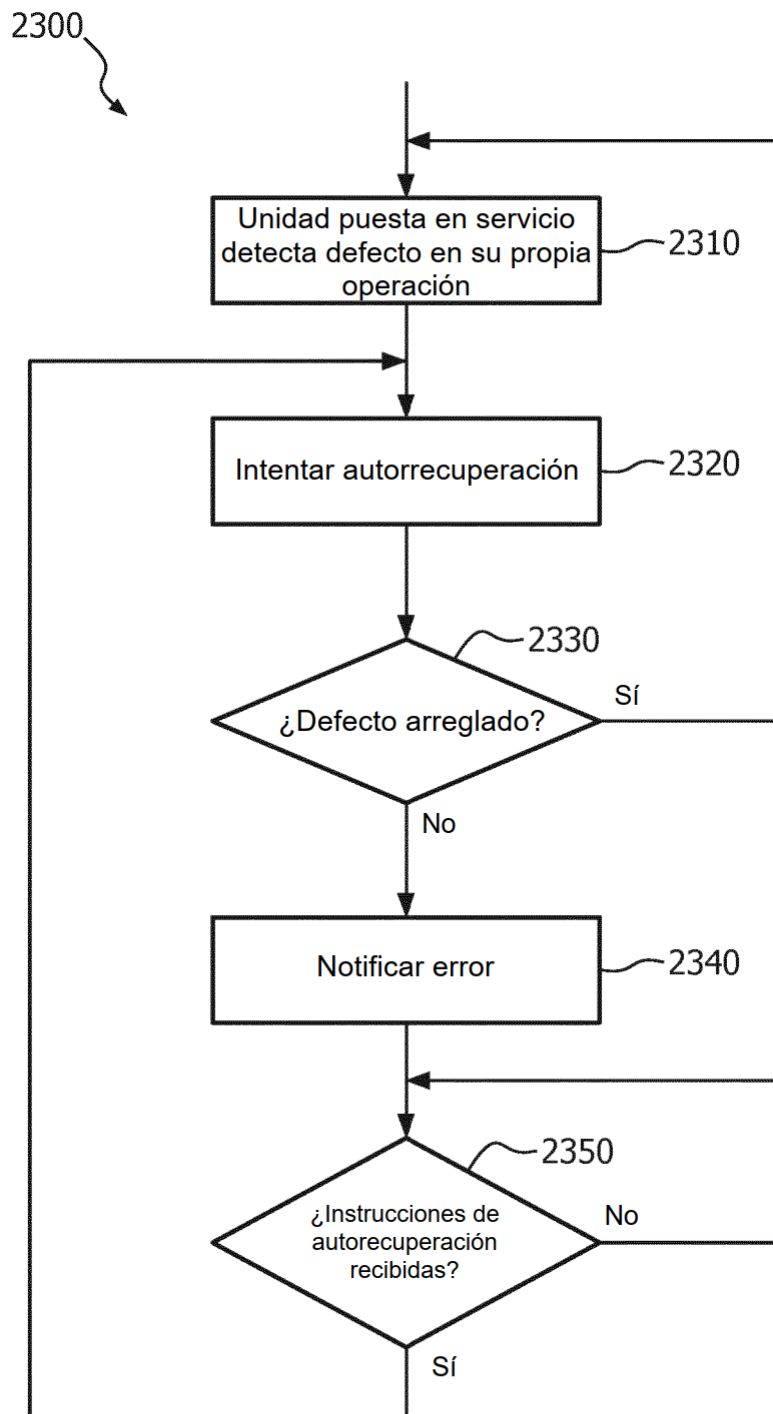 2300
Unidad puesta en servicio
detecta defecto en su propia
operación
2310
Intentar autorrecuperación
2320
2330
¿Defecto arreglado?
Sí
No
Notificar error
2340
2350
¿Instrucciones de
autorecuperación
recibidas?
No
Sí